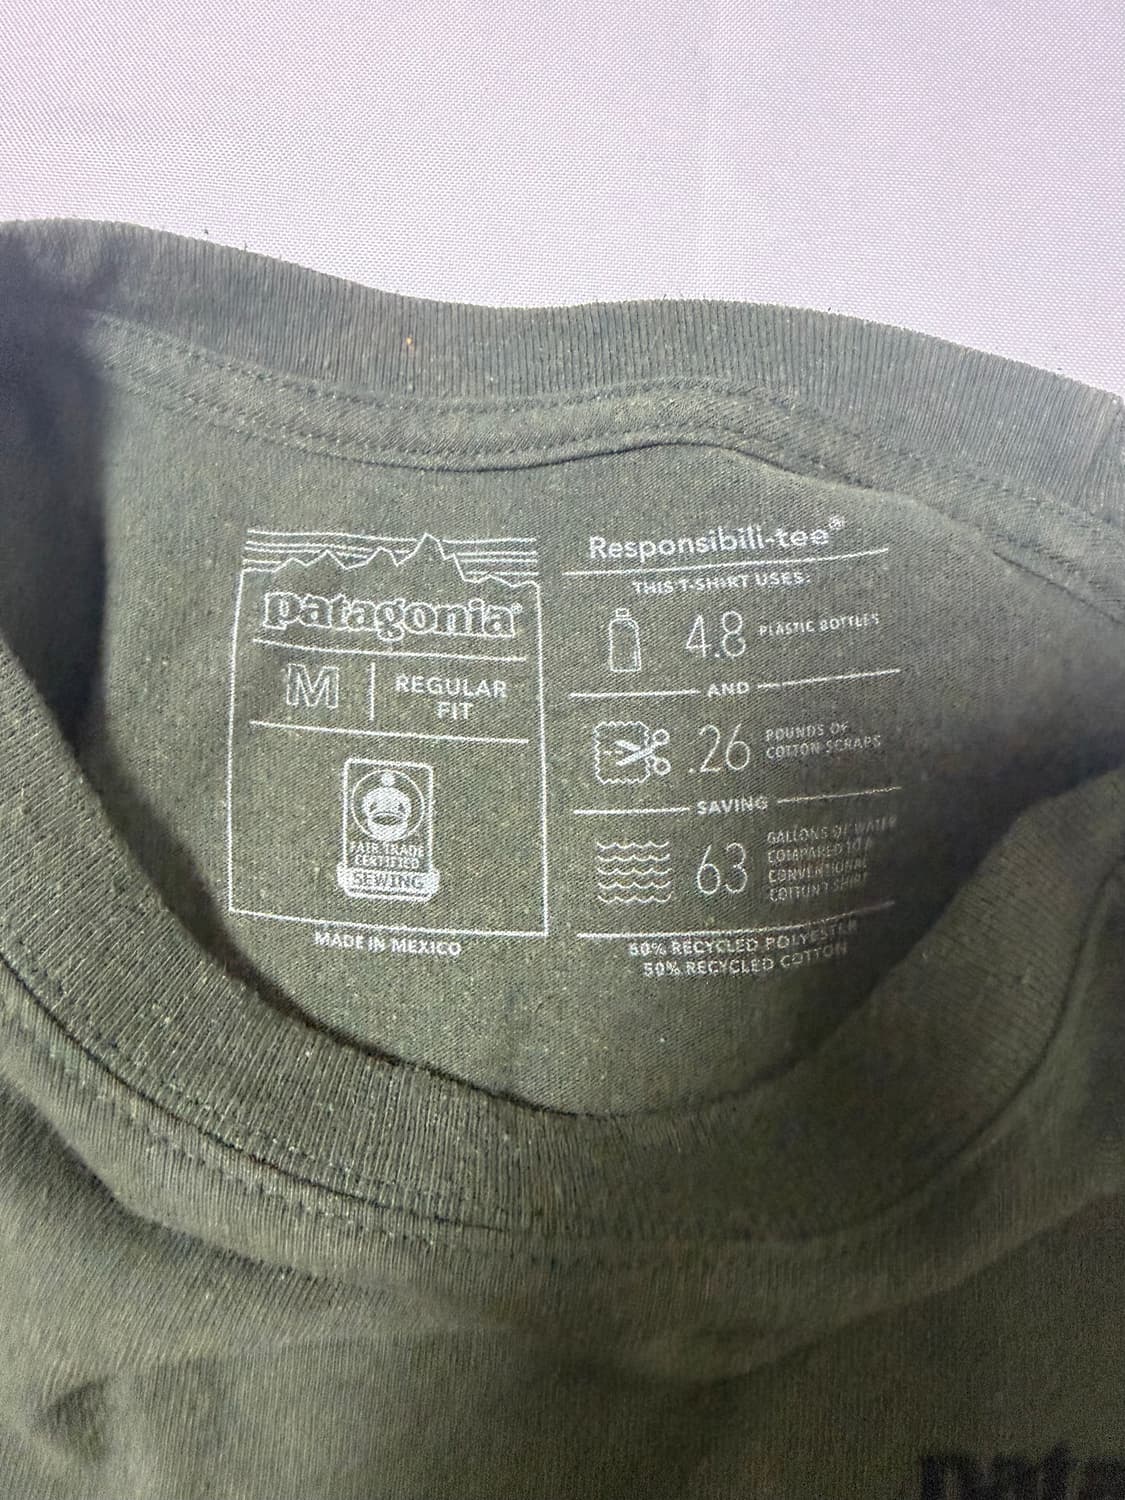 patagonia®
M
REGULAR
FIT
FAIR TRADE
CERTIFIED
SEWING
MADE IN MEXICO
Responsibili-tee®
THIS T-SHIRT USES:
4.8 PLASTIC BOTTLES
AND
.26 POUNDS OF
COTTON SCRAPS
SAVING
63 GALLONS OF WATER
COMPARED TO A
CONVENTIONAL
COTTON T-SHIRT
50% RECYCLED POLYESTER
50% RECYCLED COTTON